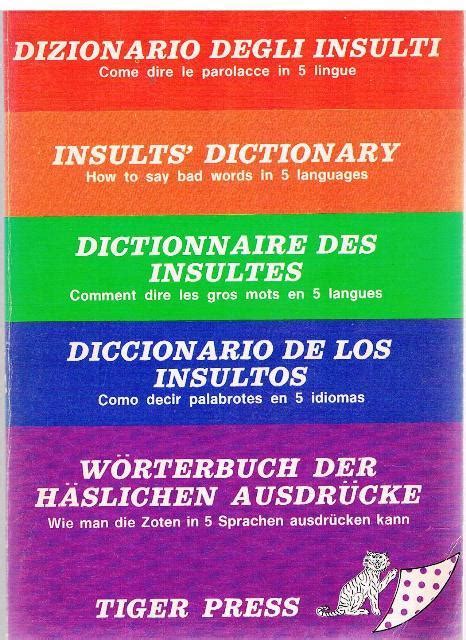 DIZIONARIO DEGLI INSULTI
Come dire le parolacce in 5 lingue
INSULTS' DICTIONARY
How to say bad words in 5 languages
DICTIONNAIRE DES
INSULTES
Comment dire les gros mots en 5 langues
DICCIONARIO DE LOS
INSULTOS
Como decir palabrotes en 5 idiomas
WÖRTERBUCH DER
HÄSLICHEN AUSDRÜCKE
Wie man die Zoten in 5 Sprachen ausdrücken kann
TIGER PRESS